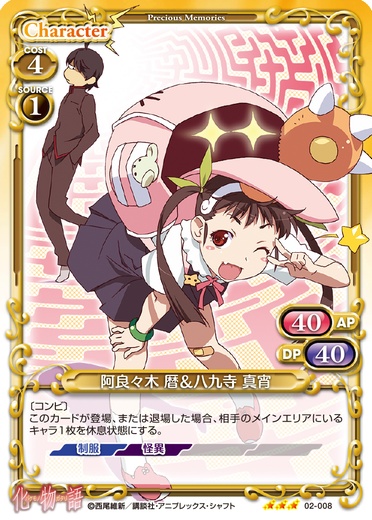 Precious Memories
Character
COST
4
SOURCE
1
40 AP
DP 40
阿良々木 暦&八九寺 真宵
〔コンビ〕
このカードが登場、または退場した場合、相手のメインエリアにいる
キャラ1枚を休息状態にする。
制服 怪異
化物語
©西尾維新/講談社・アニプレックス・シャフト
★★★ 02-008